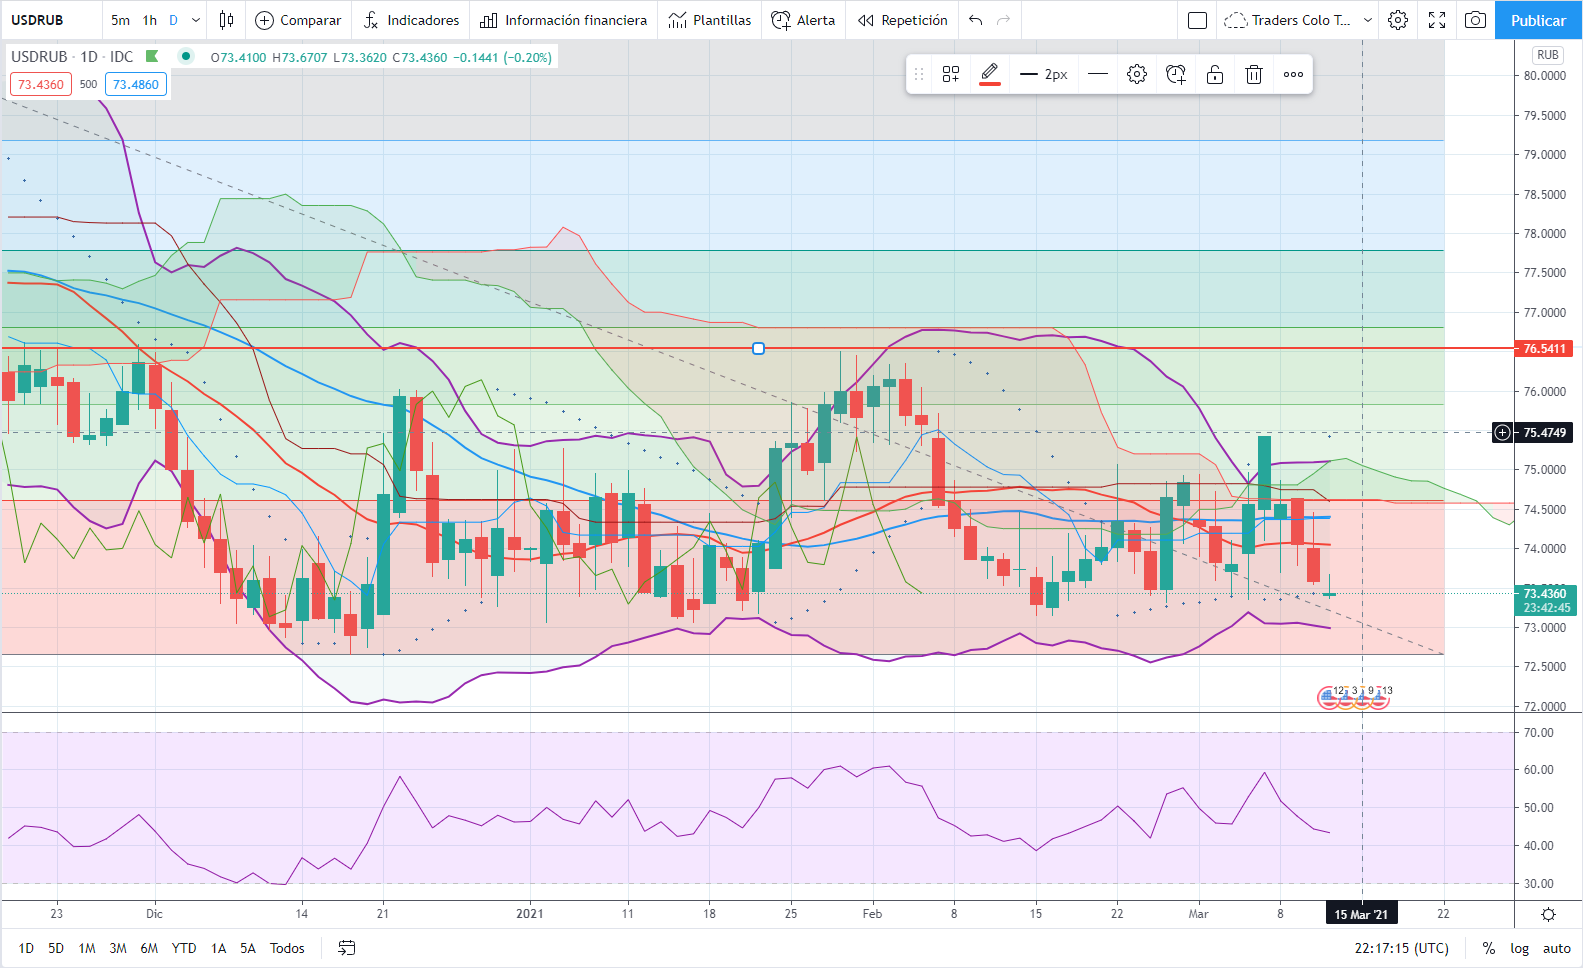 USDRUB 5m 1h D Comparar Indicadores Información financiera Plantillas Alerta Repetición Traders Colo T... Publicar
USDRUB · 1D · IDC O73.4100 H73.6707 L73.3620 C73.4360 −0.1441 (−0.20%)
73.4360 500 73.4860
2px
RUB
80.0000
79.5000
79.0000
78.5000
78.0000
77.5000
77.0000
76.5411
76.0000
75.4749
75.0000
74.5000
74.0000
73.4360
23:42:45
73.0000
72.5000
72.0000
12 3 9 13
70.00
60.00
50.00
40.00
30.00
23 Dic 14 21 2021 11 18 25 Feb 8 15 22 Mar 8 15 Mar '21 22
1D 5D 1M 3M 6M YTD 1A 5A Todos 22:17:15 (UTC) % log auto